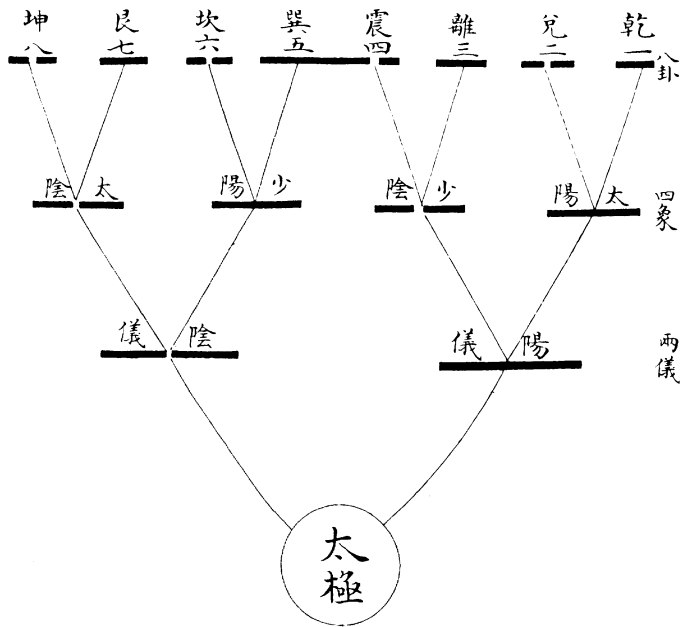 乾一 兌二 離三 震四 巽五 坎六 艮七 坤八
八卦
太陽 少陰 少陽 太陰
四象
陽儀 陰儀
兩儀
太極